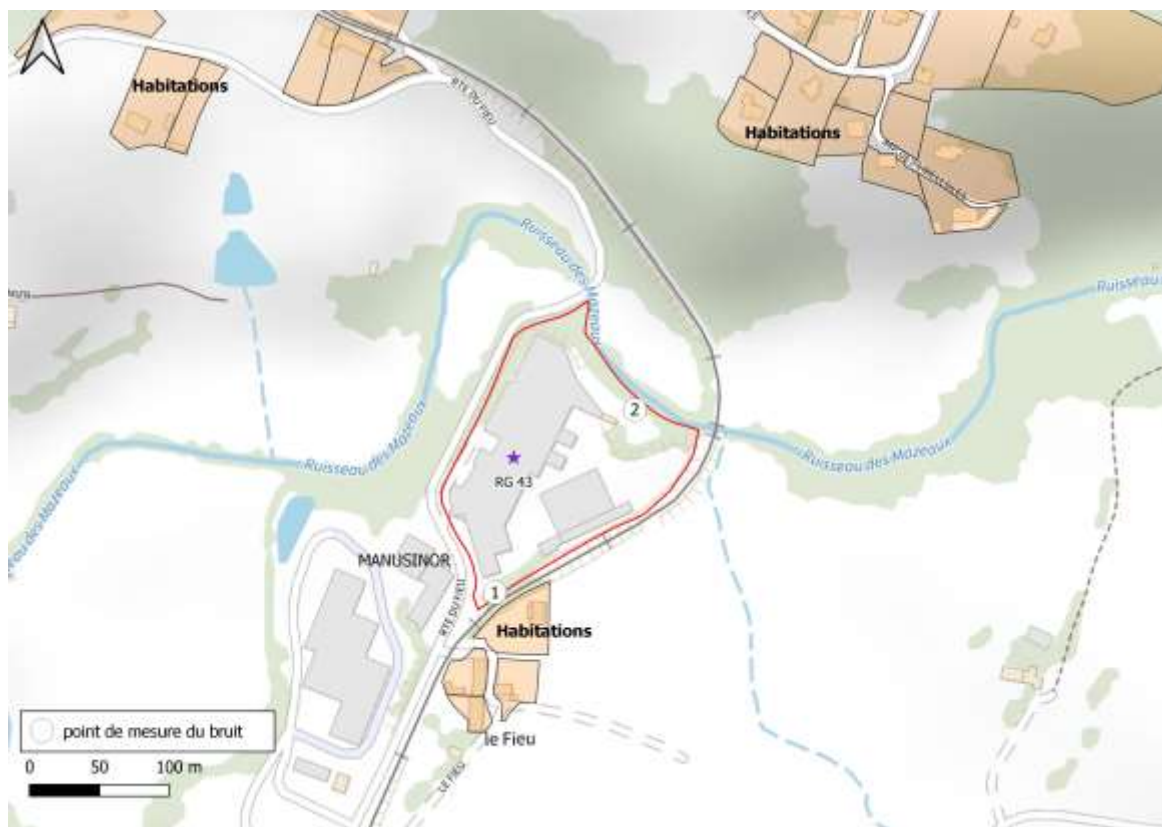 Habitations
RTE DU FIEU
Habitations
Ruisseau des Mazeaux
Ruisseau
Ruisseau des Mazeaux
Ruisseau des Mazeaux
Ruisseau des Mazeaux
2
RG 43
MANUSINOR
1
RTE DU FIEU
Habitations
le Fieu
LE FIEU
point de mesure du bruit
0 50 100 m